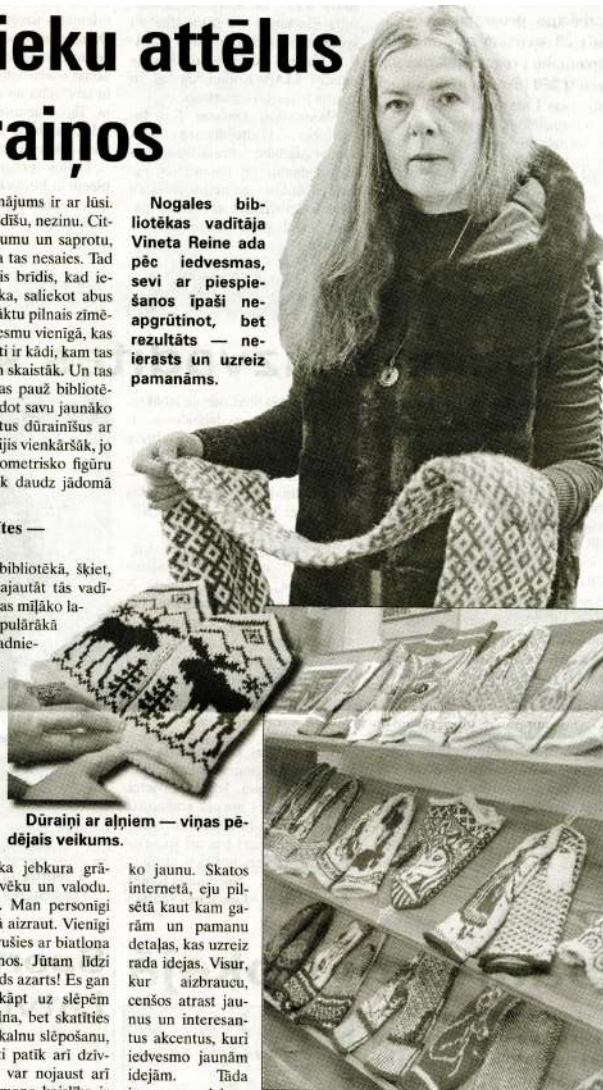 ieku attēlus
raiņos
nājums ir ar lūsi.
dīšu, nezinu. Cit-
umu un saprotu,
a tas nesaies. Tad
is brīdis, kad ie-
ka, saliekot abus
āktu pilnais zīmē-
esmu vienīgā, kas
ti ir kādi, kam tas
n skaistāk. Un tas
as pauž bibliotē-
dot savu jaunāko
tus dūrainīšus ar
ijis vienkāršāk, jo
ometrisko figūru
k daudz jādomā
ītes —
bibliotēkā, šķiet,
ajautāt tās vadī-
as mīļāko la-
pulārākā
adnie-
Nogales bib-
liotēkas vadītāja
Vineta Reine ada
pēc iedvesmas,
sevi ar piespie-
šanos īpaši ne-
apgrūtinot, bet
rezultāts — ne-
ierasts un uzreiz
pamanāms.
Dūraiņi ar aļņiem — viņas pē-
dējais veikums.
ka jebkura grā-
vēku un valodu.
. Man personīgi
ā aizraut. Vienīgi
rušies ar biatlona
nos. Jūtam līdzi
ds azarts! Es gan
kāpt uz slēpēm
lna, bet skatīties
kalnu slēpošanu,
ti patīk arī dzīv-
var nojaust arī
ko jaunu. Skatos
internetā, eju pil-
sētā kaut kam ga-
rām un pamanu
detaļas, kas uzreiz
rada idejas. Visur,
kur aizbraucu,
cenšos atrast jau-
nus un interesan-
tus akcentus, kuri
iedvesmo jaunām
idejām. Tāda